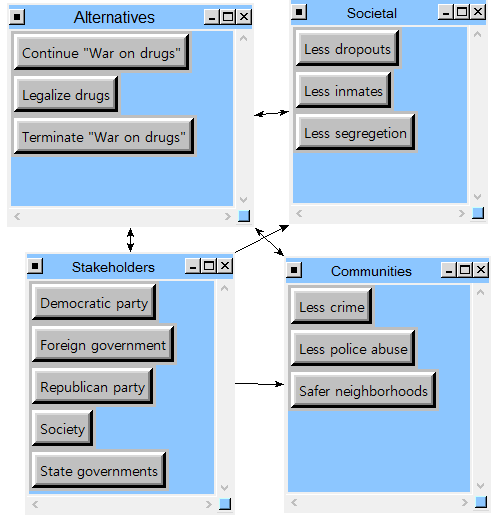 Alternatives
Continue "War on drugs"
Legalize drugs
Terminate "War on drugs"
Societal
Less dropouts
Less inmates
Less segregetion
Stakeholders
Democratic party
Foreign government
Republican party
Society
State governments
Communities
Less crime
Less police abuse
Safer neighborhoods